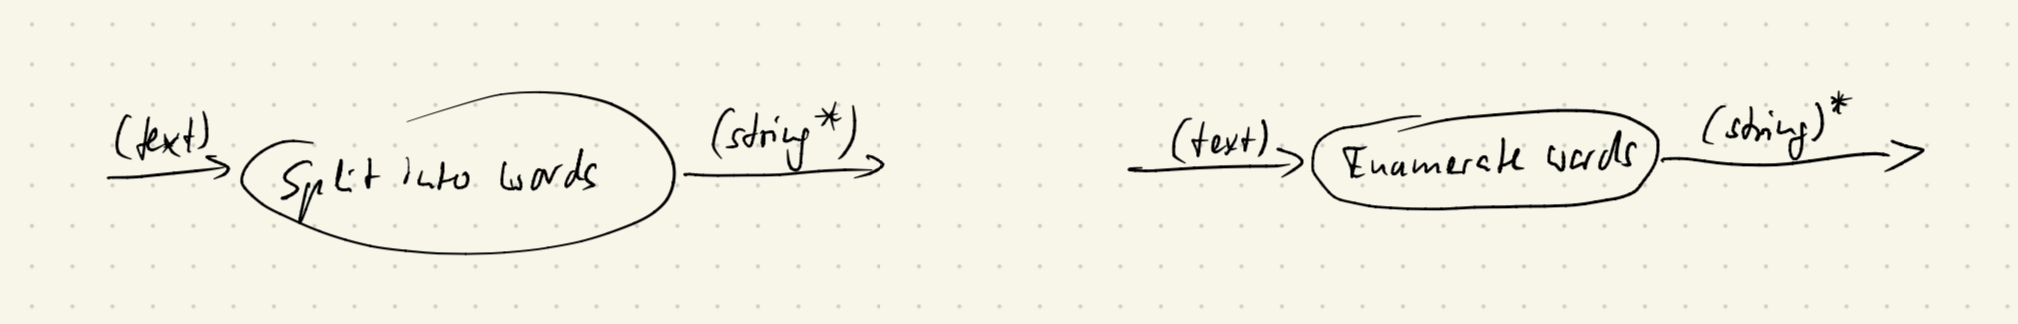 (text) Split into words (string*) (text) Enumerate words (string)*